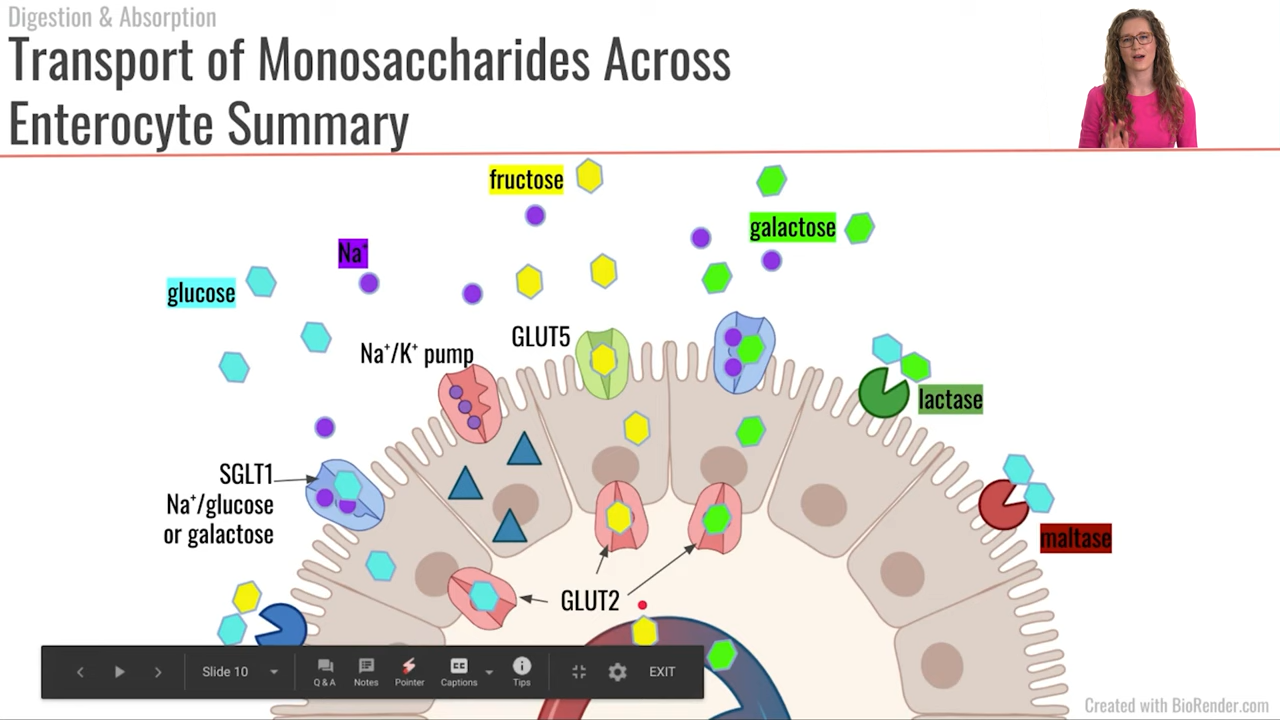 Digestion & Absorption
Transport of Monosaccharides Across
Enterocyte Summary
fructose
galactose
Na⁺
glucose
GLUT5
Na⁺/K⁺ pump
lactase
SGLT1
Na⁺/glucose
or galactose
maltase
GLUT2
Slide 10
Q & A
Notes
Pointer
CC
Captions
Tips
EXIT
Created with BioRender.com